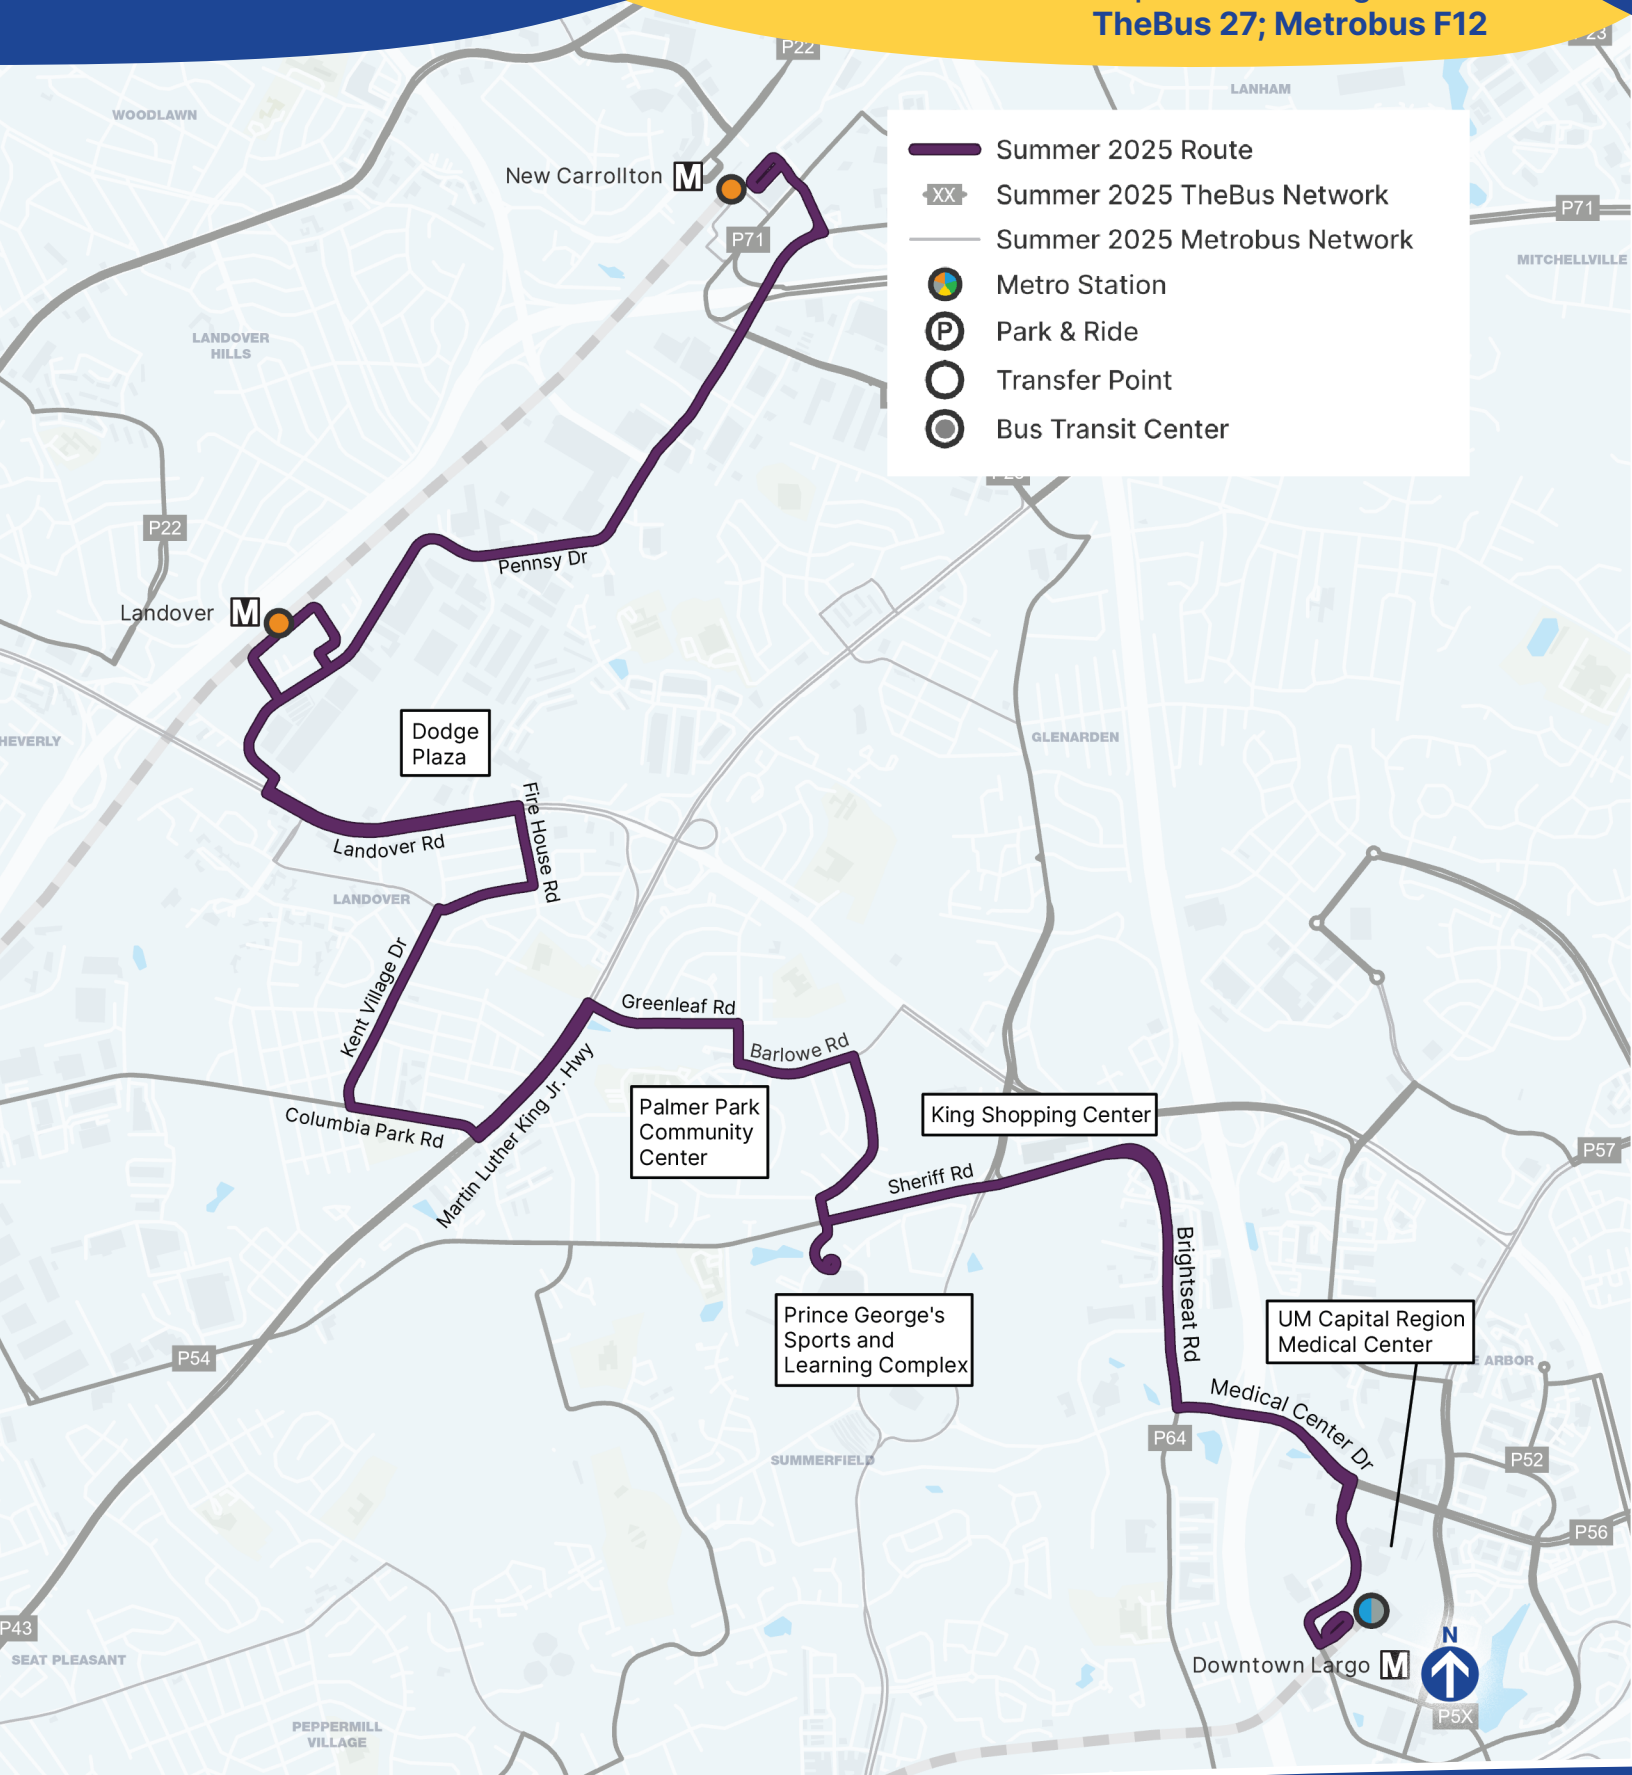 TheBus 27; Metrobus F12
P22
LANHAM
WOODLAWN
Summer 2025 Route
New Carrollton M
XX Summer 2025 TheBus Network
P71
P71
Summer 2025 Metrobus Network
MITCHELLVILLE
Metro Station
LANDOVER
HILLS
P Park & Ride
Transfer Point
Bus Transit Center
P22
Pennsy Dr
Landover M
Dodge
Plaza
GLENARDEN
HEVERLY
Fire House Rd
Landover Rd
LANDOVER
Kent Village Dr
Greenleaf Rd
Barlowe Rd
Columbia Park Rd
Martin Luther King Jr. Hwy
Palmer Park
Community
Center
King Shopping Center
P57
Sheriff Rd
Brightseat Rd
Prince George's
Sports and
Learning Complex
UM Capital Region
Medical Center
P54
E ARBOR
Medical Center Dr
P64
SUMMERFIELD
P52
P56
P43
SEAT PLEASANT
N
Downtown Largo M
P5X
PEPPERMILL
VILLAGE